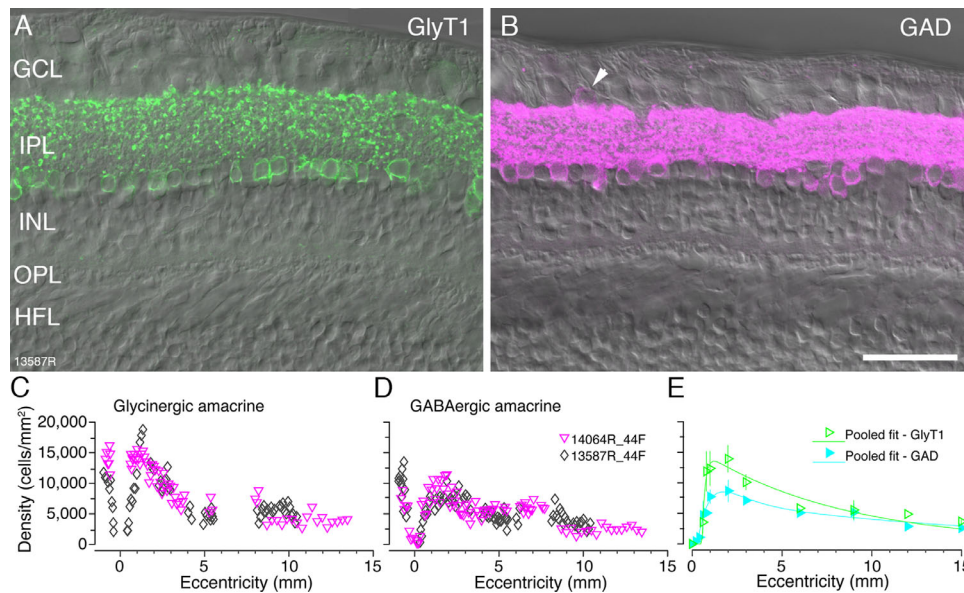 A
GlyT1
GCL
IPL
INL
OPL
HFL
13587R
B
GAD
C
Glycinergic amacrine
Density (cells/mm²)
20,000
15,000
10,000
5,000
0
0 5 10 15
Eccentricity (mm)
D
GABAergic amacrine
14064R_44F
13587R_44F
0 5 10 15
Eccentricity (mm)
E
Pooled fit - GlyT1
Pooled fit - GAD
0 5 10 15
Eccentricity (mm)